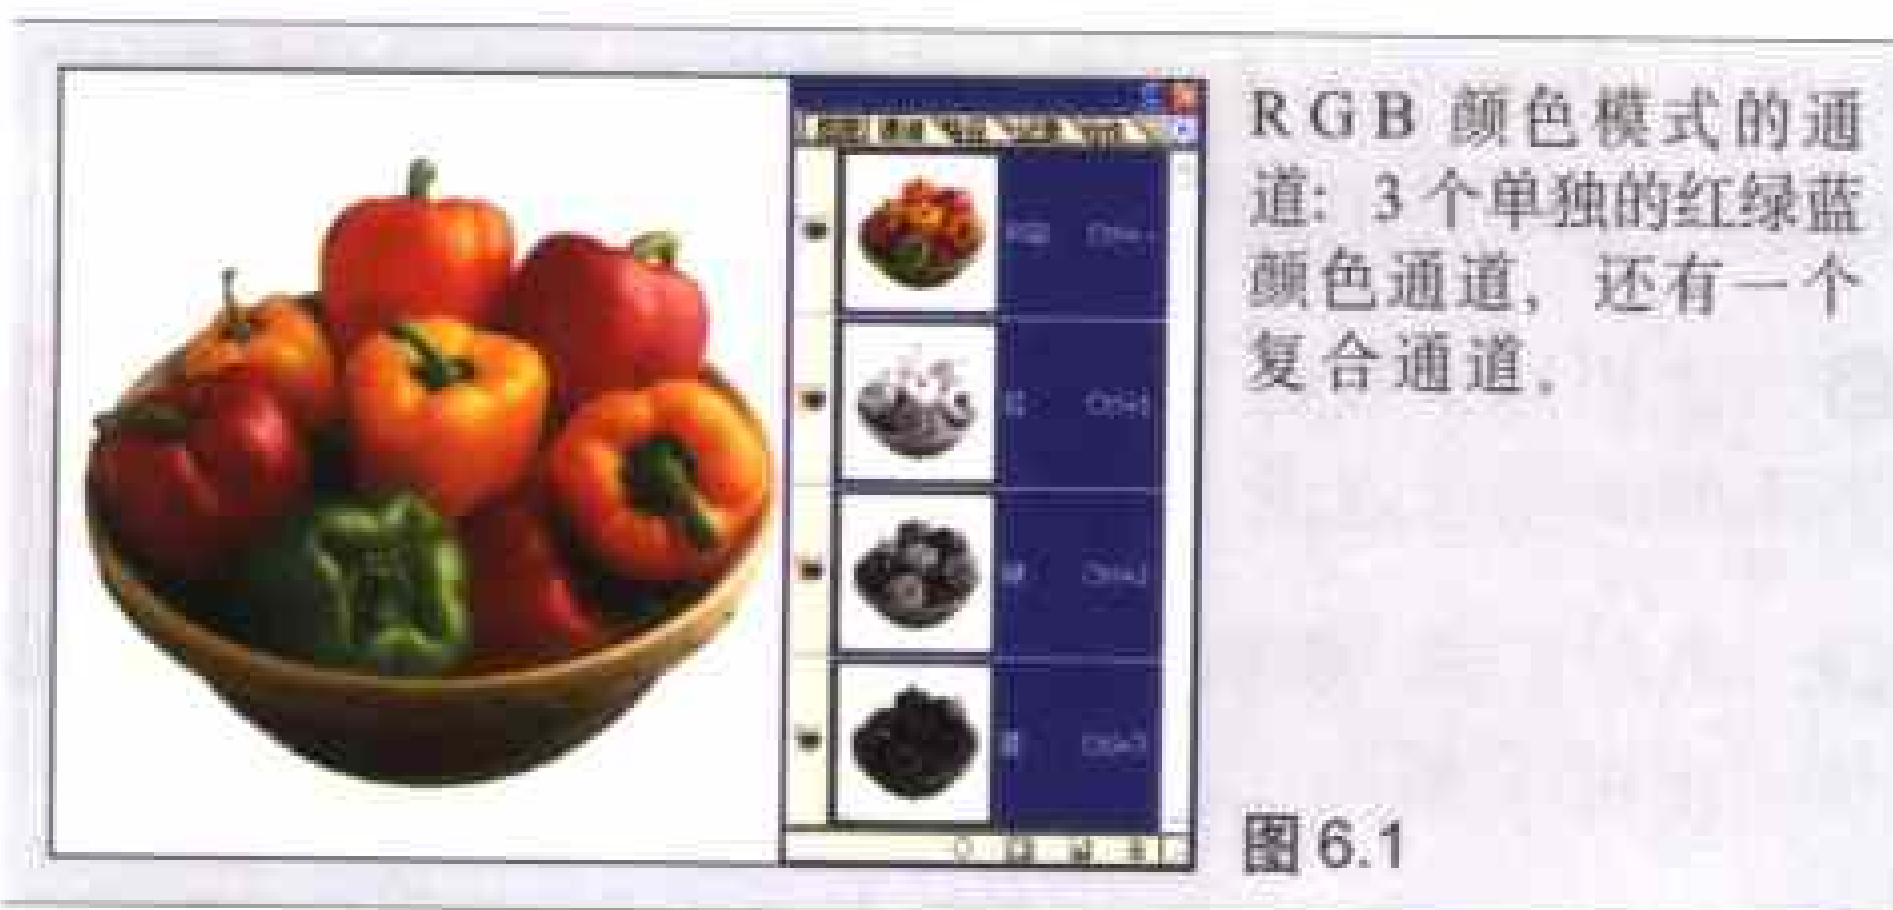 RGB 颜色模式的通
道: 3个单独的红绿蓝
颜色通道, 还有一个
复合通道。
图 6.1